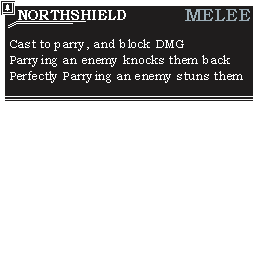 NORTHSHIELD MELEE
Cast to parry, and block DMG
Parrying an enemy knocks them back
Perfectly Parrying an enemy stuns them